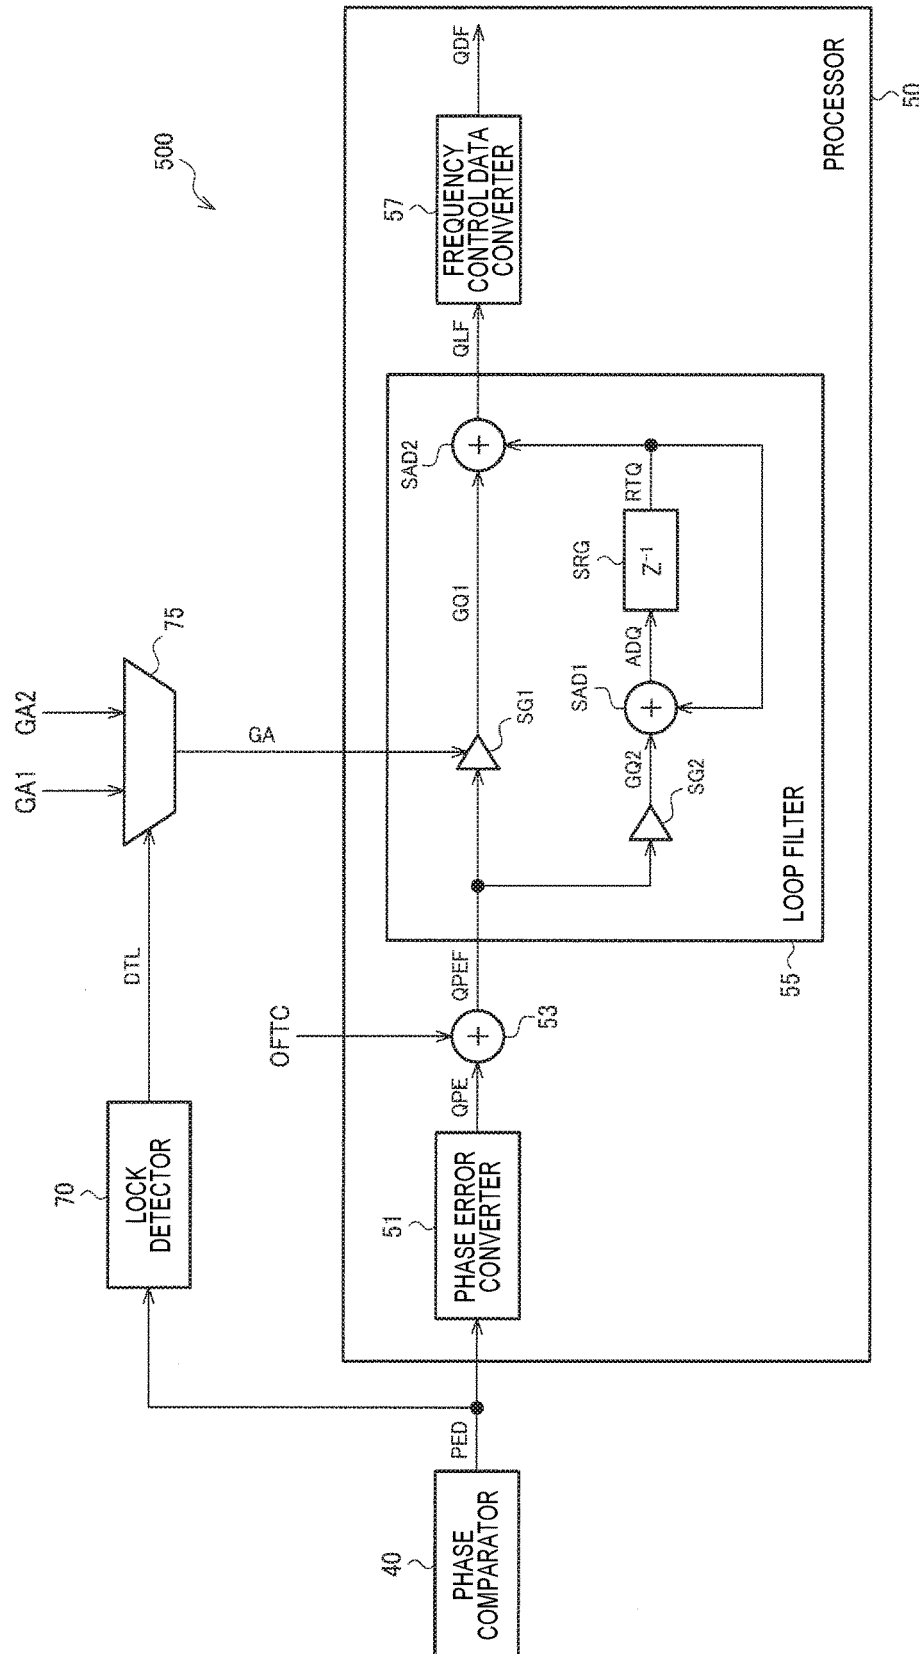 500
GA1
GA2
75
70
LOCK
DETECTOR
DTL
GA
OFTC
40
PHASE
COMPARATOR
PED
51
PHASE ERROR
CONVERTER
QPE
53
QPEF
SG1
GQ1
SAD2
QLF
57
FREQUENCY
CONTROL DATA
CONVERTER
QDF
SG2
GQ2
SAD1
ADQ
SRG
Z⁻¹
RTQ
LOOP FILTER
55
PROCESSOR
50